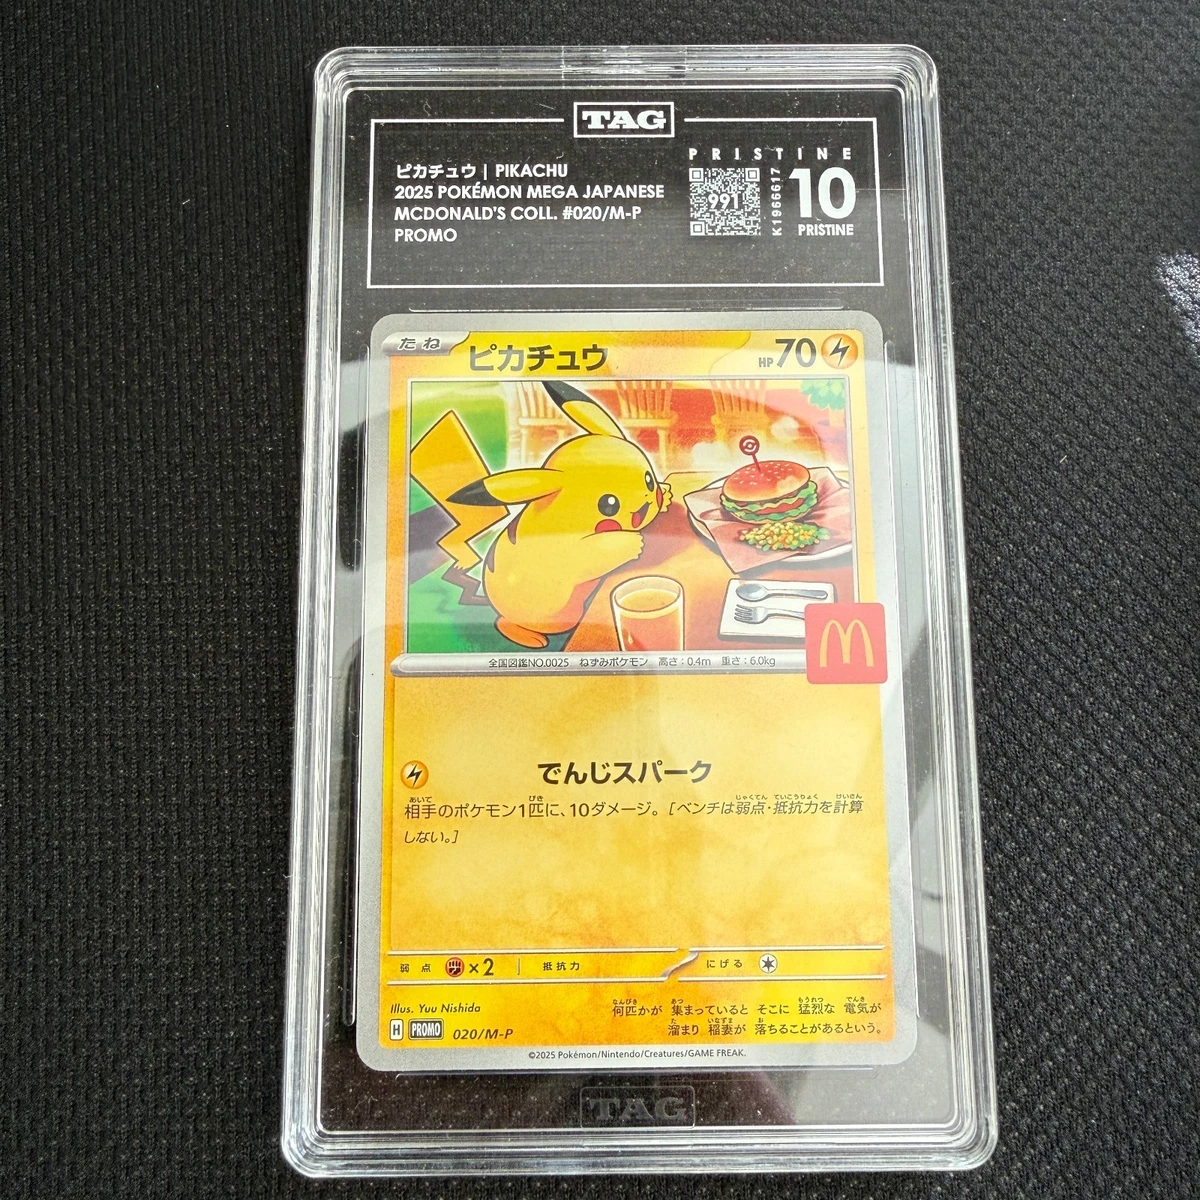 TAG
ピカチュウ | PIKACHU
2025 POKÉMON MEGA JAPANESE
MCDONALD'S COLL. #020/M-P
PROMO
PRISTINE
991
K1966617
10
PRISTINE
たね
ピカチュウ
HP70
全国図鑑NO.0025 ねずみポケモン 高さ:0.4m 重さ:6.0kg
でんじスパーク
相手のポケモン1匹に、10ダメージ。[ベンチは弱点・抵抗力を計算
しない。]
弱点 ×2 抵抗力 にげる
Illus. Yuu Nishida
H PROMO 020/M-P
何匹かが 集まっていると そこに 猛烈な 電気が
溜まり 稲妻が 落ちることがあるという。
©2025 Pokémon/Nintendo/Creatures/GAME FREAK.
TAG